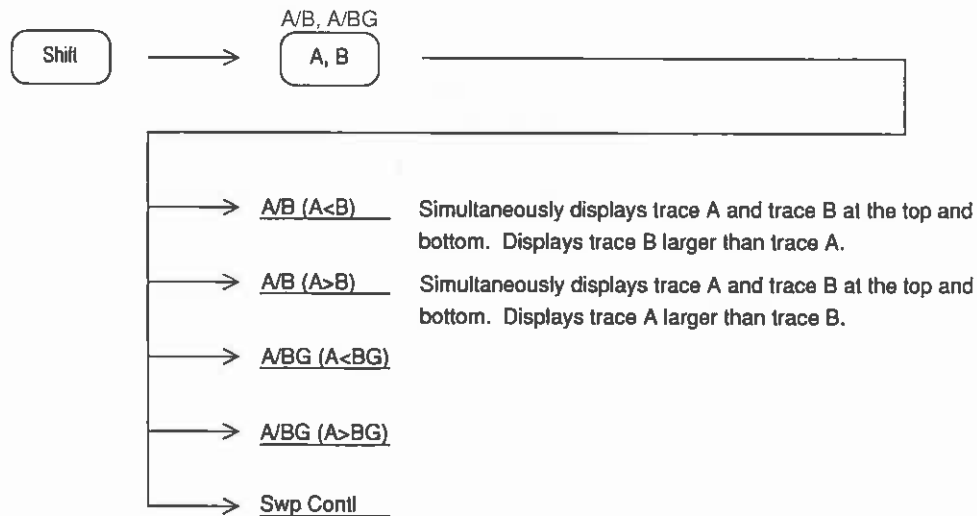 A/B, A/BG
Shift
A, B
A/B (A<B)
Simultaneously displays trace A and trace B at the top and
bottom. Displays trace B larger than trace A.
A/B (A>B)
Simultaneously displays trace A and trace B at the top and
bottom. Displays trace A larger than trace B.
A/BG (A<BG)
A/BG (A>BG)
Swp Contl